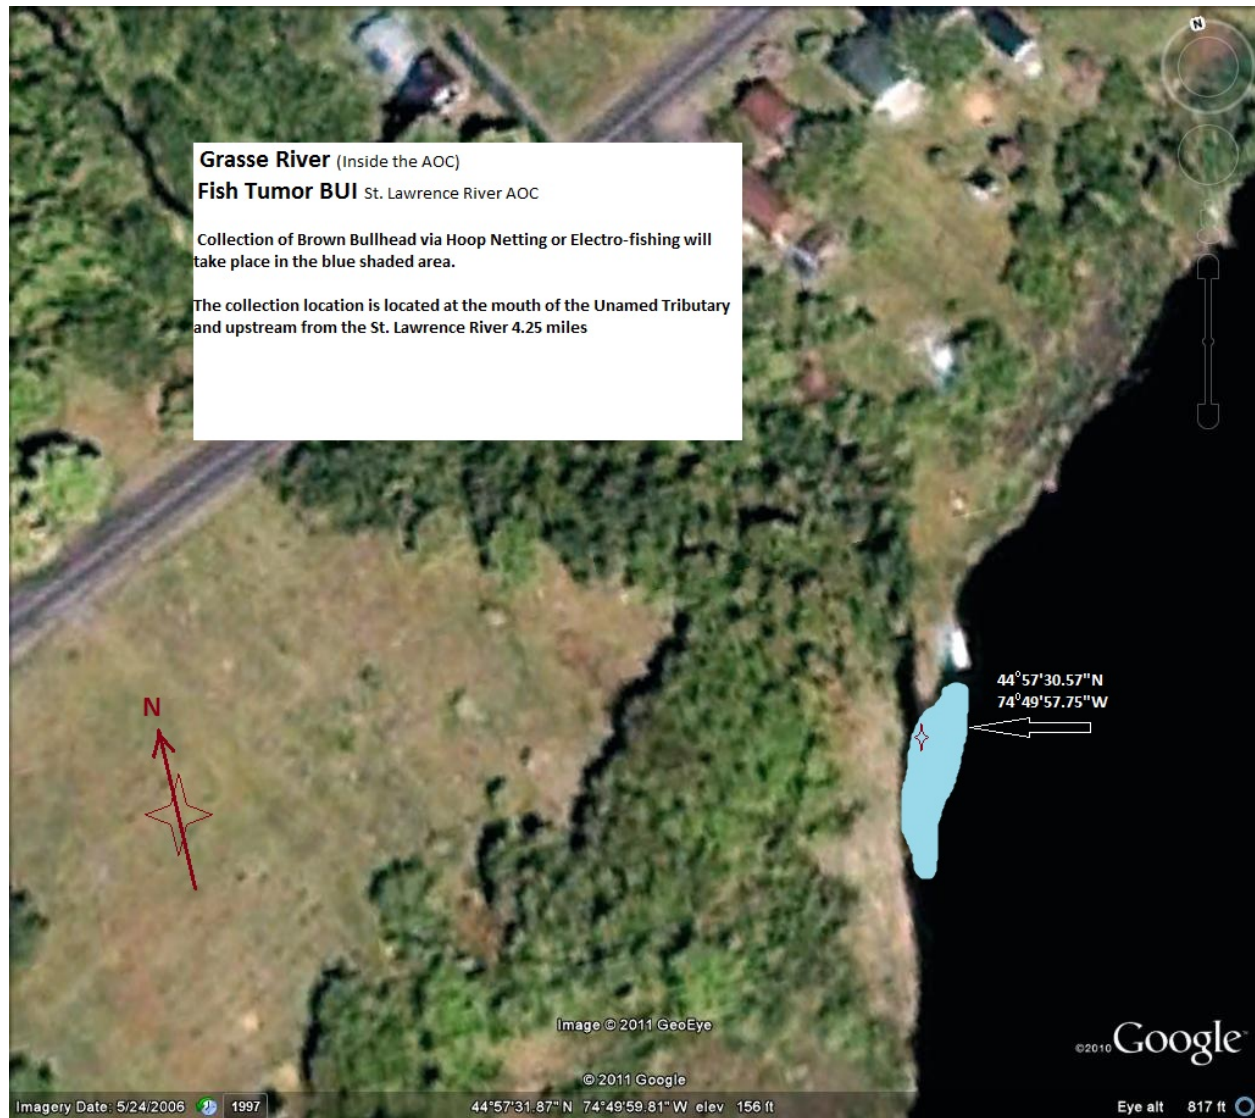 N
Grasse River (Inside the AOC)
Fish Tumor BUI St. Lawrence River AOC
Collection of Brown Bullhead via Hoop Netting or Electro-fishing will
take place in the blue shaded area.
The collection location is located at the mouth of the Unamed Tributary
and upstream from the St. Lawrence River 4.25 miles
44°57'30.57"N
74°49'57.75"W
N
Image © 2011 GeoEye
©2010 Google
© 2011 Google
Imagery Date: 5/24/2006 1997 44°57'31.87" N 74°49'59.81" W elev 156 ft Eye alt 817 ft